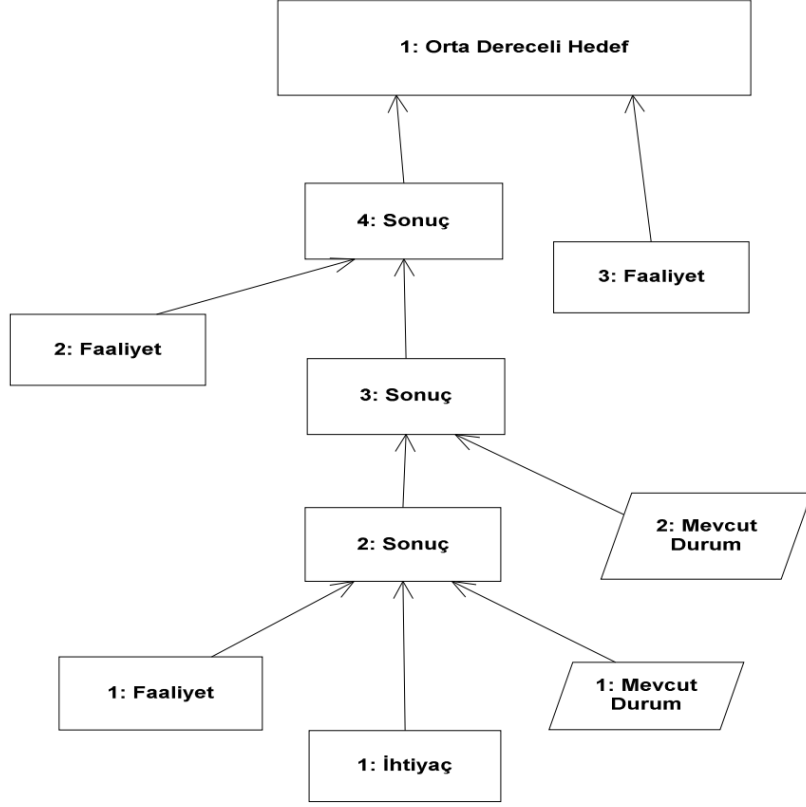 1: Orta Dereceli Hedef
4: Sonuç
3: Faaliyet
2: Faaliyet
3: Sonuç
2: Mevcut
Durum
2: Sonuç
1: Faaliyet
1: Mevcut
Durum
1: İhtiyaç